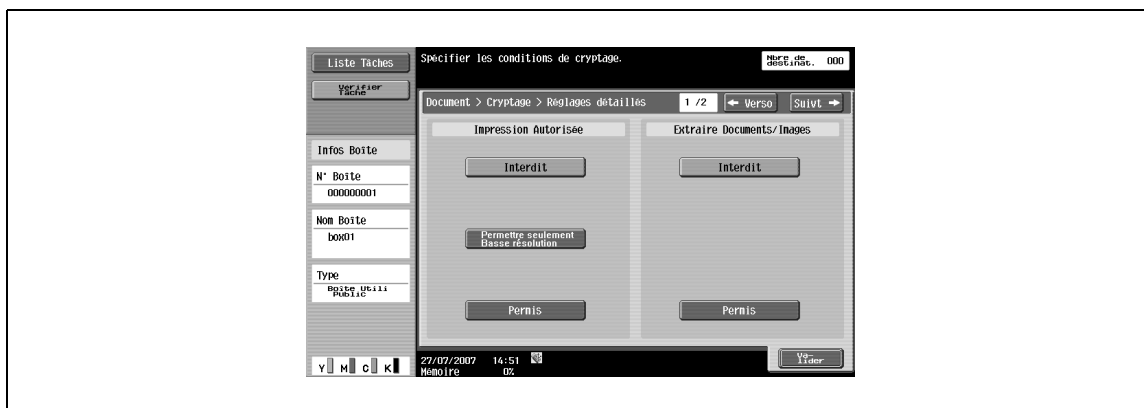 Liste Tâches
Spécifier les conditions de cryptage.
Nbre de
destinat. 000
Vérifier
Tâche
Document > Cryptage > Réglages détaillés
1 /2
← Verso
Suivt →
Impression Autorisée
Extraire Documents/Images
Infos Boîte
Interdit
Interdit
N° Boîte
000000001
Nom Boîte
box01
Permettre seulement
Basse résolution
Type
Boîte Utili
Public
Permis
Permis
Va-
lider
Y M C K
27/07/2007 14:51
Mémoire 0%